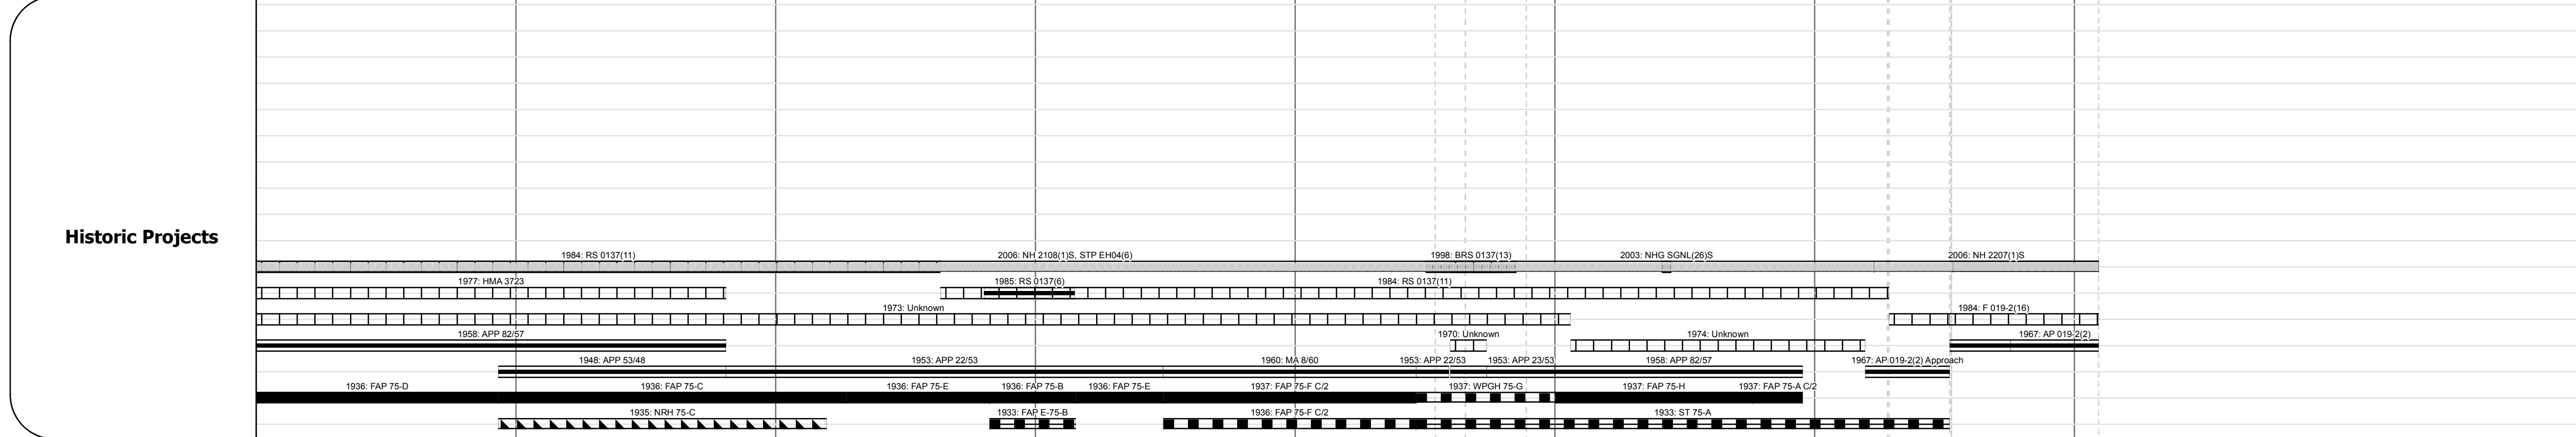 Historic Projects
1984: RS 0137(11) 2006: NH 2108(1)S, STP EH04(6) 1998: BRS 0137(13) 2003: NHG SGNL(26)S 2006: NH 2207(1)S
1977: HMA 3723 1985: RS 0137(6) 1984: RS 0137(11)
1973: Unknown 1984: F 019-2(16)
1958: APP 82/57 1970: Unknown 1974: Unknown 1967: AP 019-2(2)
1948: APP 53/48 1953: APP 22/53 1960: MA 8/60 1953: APP 22/53 1953: APP 23/53 1958: APP 82/57 1967: AP 019-2(2) Approach
1936: FAP 75-D 1936: FAP 75-C 1936: FAP 75-E 1936: FAP 75-B 1936: FAP 75-E 1937: FAP 75-F C/2 1937: WPGH 75-G 1937: FAP 75-H 1937: FAP 75-A C/2
1935: NRH 75-C 1933: FAP E-75-B 1936: FAP 75-F C/2 1933: ST 75-A